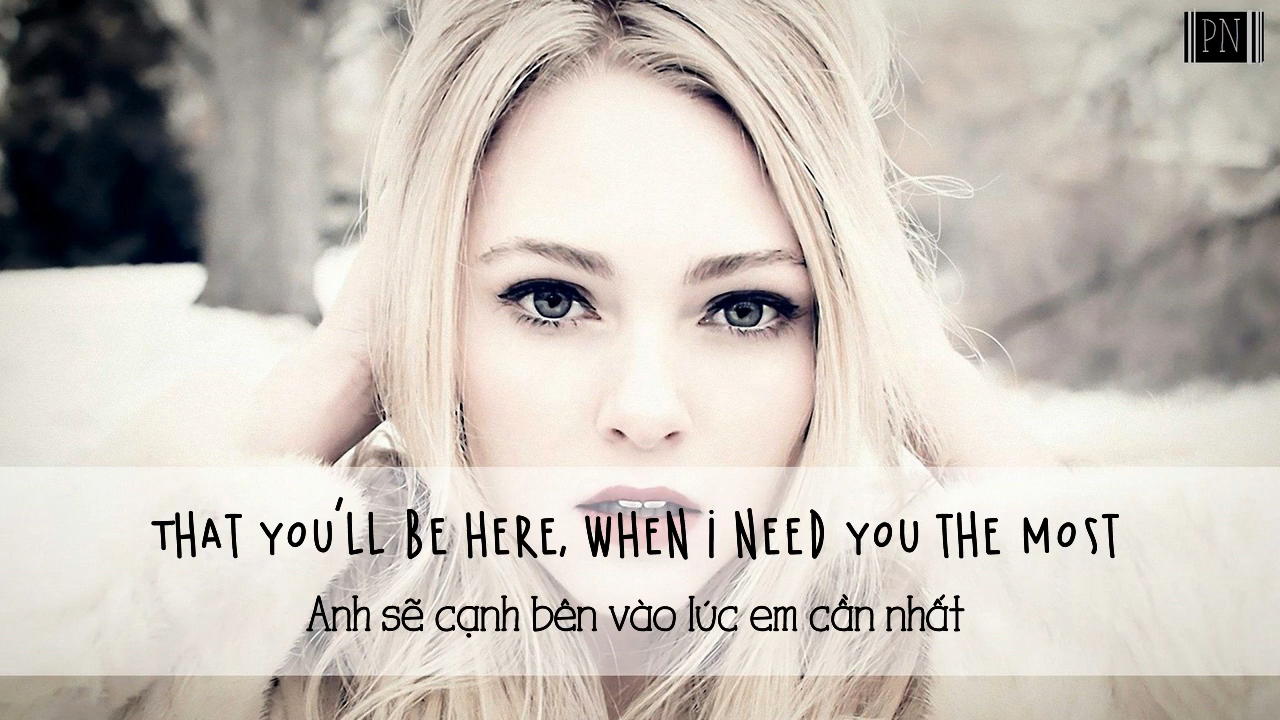 PN
THAT YOU'LL BE HERE, WHEN i NEED YOU THE MOST
Anh sẽ cạnh bên vào lúc em cần nhất